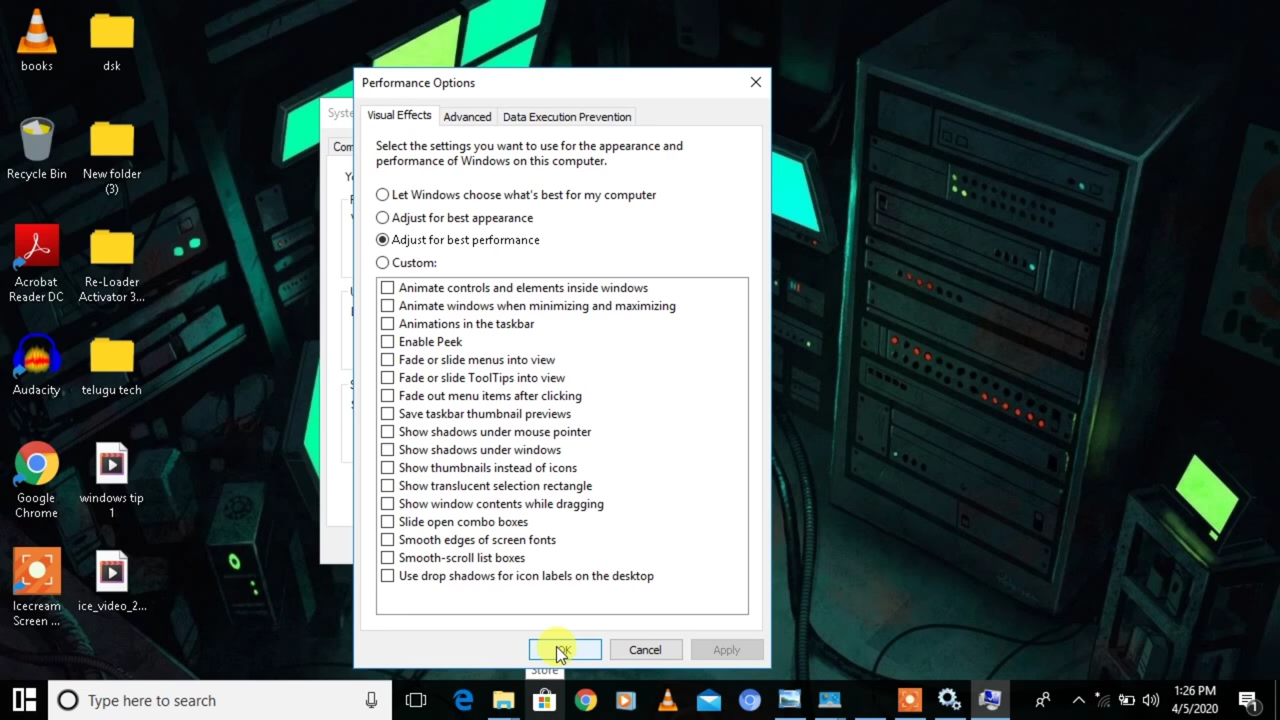 books
dsk
Recycle Bin
New folder
(3)
Acrobat
Reader DC
Re-Loader
Activator 3...
Audacity
telugu tech
Google
Chrome
windows tip
1
Icecream
Screen ...
ice_video_2...
Syste
Performance Options
Visual Effects
Advanced
Data Execution Prevention
Select the settings you want to use for the appearance and
performance of Windows on this computer.
Let Windows choose what's best for my computer
Adjust for best appearance
Adjust for best performance
Custom:
Animate controls and elements inside windows
Animate windows when minimizing and maximizing
Animations in the taskbar
Enable Peek
Fade or slide menus into view
Fade or slide ToolTips into view
Fade out menu items after clicking
Save taskbar thumbnail previews
Show shadows under mouse pointer
Show shadows under windows
Show thumbnails instead of icons
Show translucent selection rectangle
Show window contents while dragging
Slide open combo boxes
Smooth edges of screen fonts
Smooth-scroll list boxes
Use drop shadows for icon labels on the desktop
OK
Cancel
Apply
Store
Type here to search
1:26 PM
4/5/2020
1